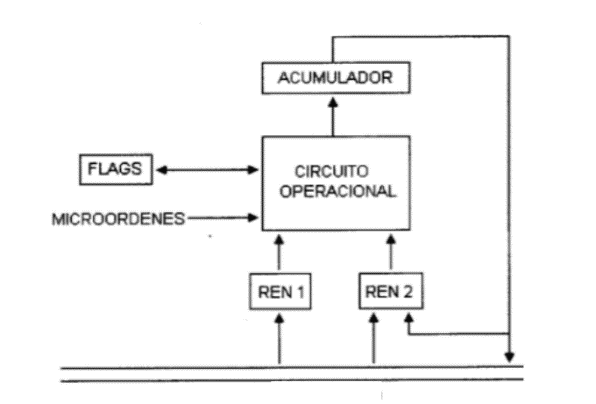 ACUMULADOR
CIRCUITO
OPERACIONAL
FLAGS
MICROORDENES
REN 1
REN 2